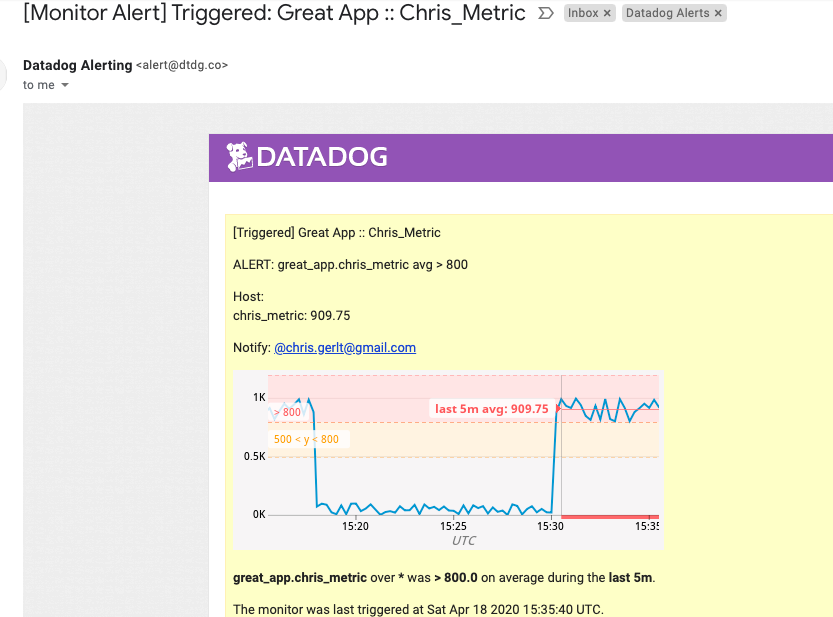 [Monitor Alert] Triggered: Great App :: Chris_Metric Inbox × Datadog Alerts ×
Datadog Alerting <alert@dtdg.co>
to me
DATADOG
[Triggered] Great App :: Chris_Metric
ALERT: great_app.chris_metric avg > 800
Host:
chris_metric: 909.75
Notify: @chris.gerlt@gmail.com
1K
> 800
last 5m avg: 909.75
500 < y < 800
0.5K
0K
15:20 15:25 15:30 15:35
UTC
great_app.chris_metric over * was > 800.0 on average during the last 5m.
The monitor was last triggered at Sat Apr 18 2020 15:35:40 UTC.